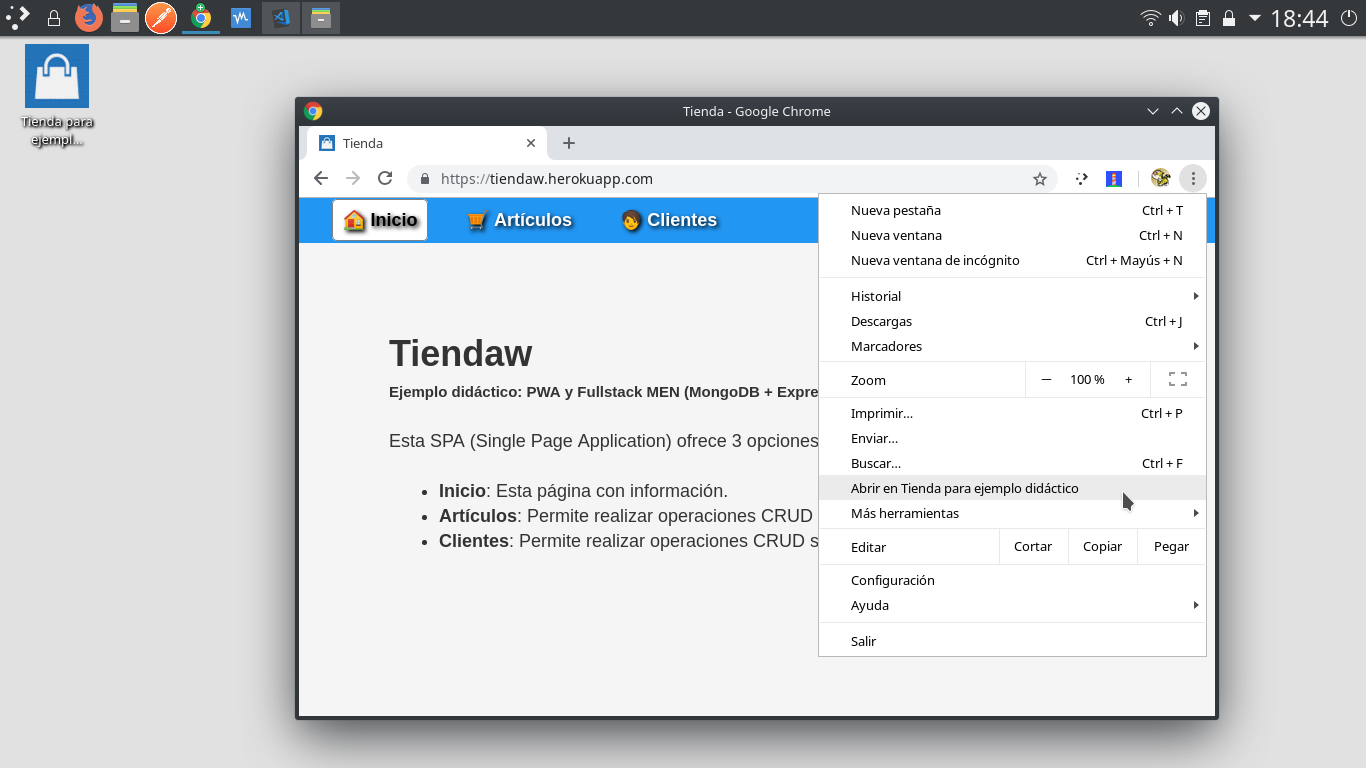 18:44
Tienda para
ejempl...
Tienda - Google Chrome
Tienda
https://tiendaw.herokuapp.com
Inicio Artículos Clientes
Tiendaw
Ejemplo didáctico: PWA y Fullstack MEN (MongoDB + Expre
Esta SPA (Single Page Application) ofrece 3 opciones
• Inicio: Esta página con información.
• Artículos: Permite realizar operaciones CRUD
• Clientes: Permite realizar operaciones CRUD s
Nueva pestaña Ctrl + T
Nueva ventana Ctrl + N
Nueva ventana de incógnito Ctrl + Mayús + N
Historial
Descargas Ctrl + J
Marcadores
Zoom — 100 % +
Imprimir... Ctrl + P
Enviar...
Buscar... Ctrl + F
Abrir en Tienda para ejemplo didáctico
Más herramientas
Editar Cortar Copiar Pegar
Configuración
Ayuda
Salir